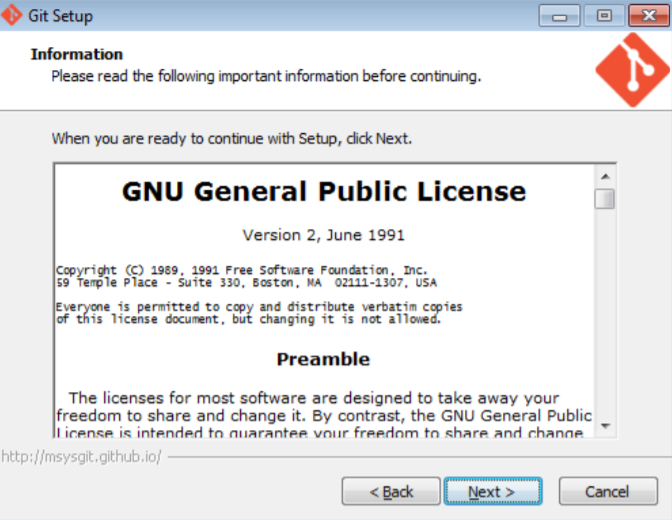 Git Setup
Information
Please read the following important information before continuing.
When you are ready to continue with Setup, click Next.
GNU General Public License
Version 2, June 1991
Copyright (C) 1989, 1991 Free Software Foundation, Inc.
59 Temple Place - Suite 330, Boston, MA  02111-1307, USA
Everyone is permitted to copy and distribute verbatim copies
of this license document, but changing it is not allowed.
Preamble
The licenses for most software are designed to take away your
freedom to share and change it. By contrast, the GNU General Public
License is intended to guarantee your freedom to share and change
http://msysgit.github.io/
< Back
Next >
Cancel